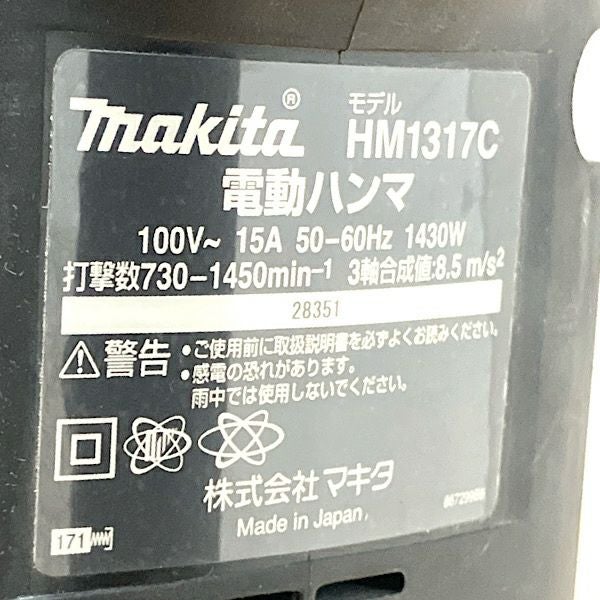 makita®
モデル
HM1317C
電動ハンマ
100V~ 15A 50-60Hz 1430W
打撃数730-1450min-1 3軸合成値:8.5 m/s2
28351
警告 •ご使用前に取扱説明書を必ずよくお読みください。
•感電の恐れがあります。
雨中では使用しないでください。
株式会社 マキタ
Made in Japan,
171